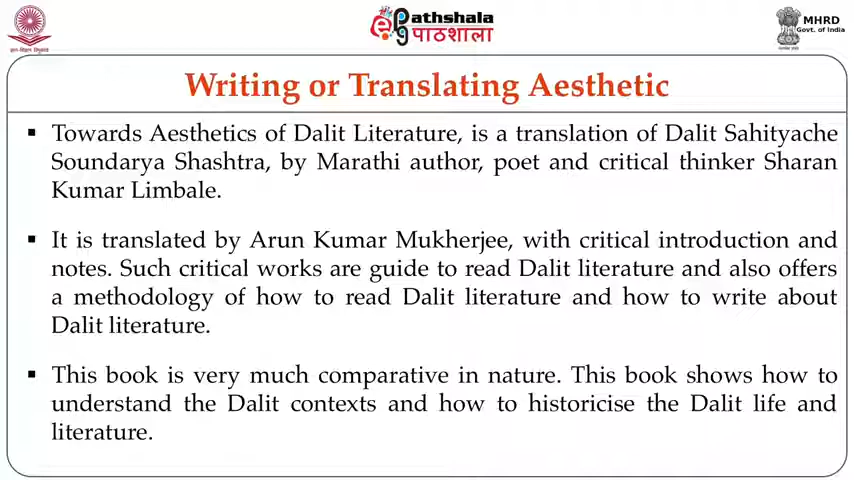 ePathshala
पाठशाला
MHRD
Govt. of India
Writing or Translating Aesthetic
▪ Towards Aesthetics of Dalit Literature, is a translation of Dalit Sahityache
Soundarya Shashtra, by Marathi author, poet and critical thinker Sharan
Kumar Limbale.
▪ It is translated by Arun Kumar Mukherjee, with critical introduction and
notes. Such critical works are guide to read Dalit literature and also offers
a methodology of how to read Dalit literature and how to write about
Dalit literature.
▪ This book is very much comparative in nature. This book shows how to
understand the Dalit contexts and how to historicise the Dalit life and
literature.